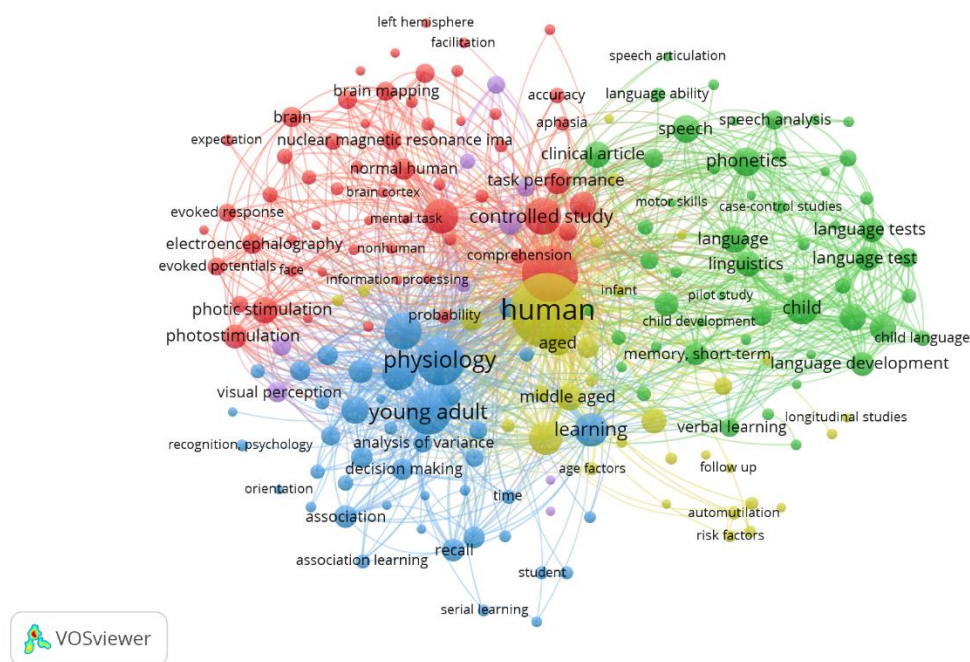 left hemisphere
facilitation
speech articulation
brain mapping
accuracy
language ability
brain
aphasia
speech
speech analysis
expectation
nuclear magnetic resonance ima
clinical article
phonetics
normal human
task performance
brain cortex
motor skills
case-control studies
evoked response
mental task
controlled study
language tests
electroencephalography
nonhuman
comprehension
language
language test
evoked potentials
face
information processing
linguistics
infant
pilot study
photic stimulation
probability
human
child
photostimulation
aged
child development
child language
physiology
memory, short-term
language development
visual perception
middle aged
young adult
learning
verbal learning
longitudinal studies
recognition, psychology
analysis of variance
decision making
age factors
follow up
orientation
time
association
automutilation
risk factors
association learning
recall
student
serial learning
VOSviewer